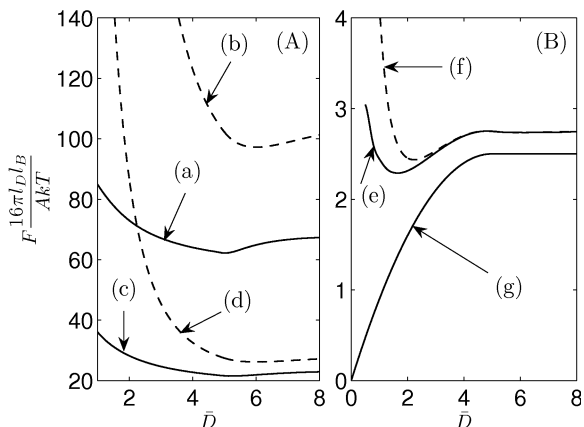 140
120
100
80
60
40
20
2 4 6 8
D̄
F 16πl_D l_B / AkT
(A)
(b)
(a)
(c)
(d)
4
3
2
1
0
0 2 4 6 8
D̄
(B)
(f)
(e)
(g)